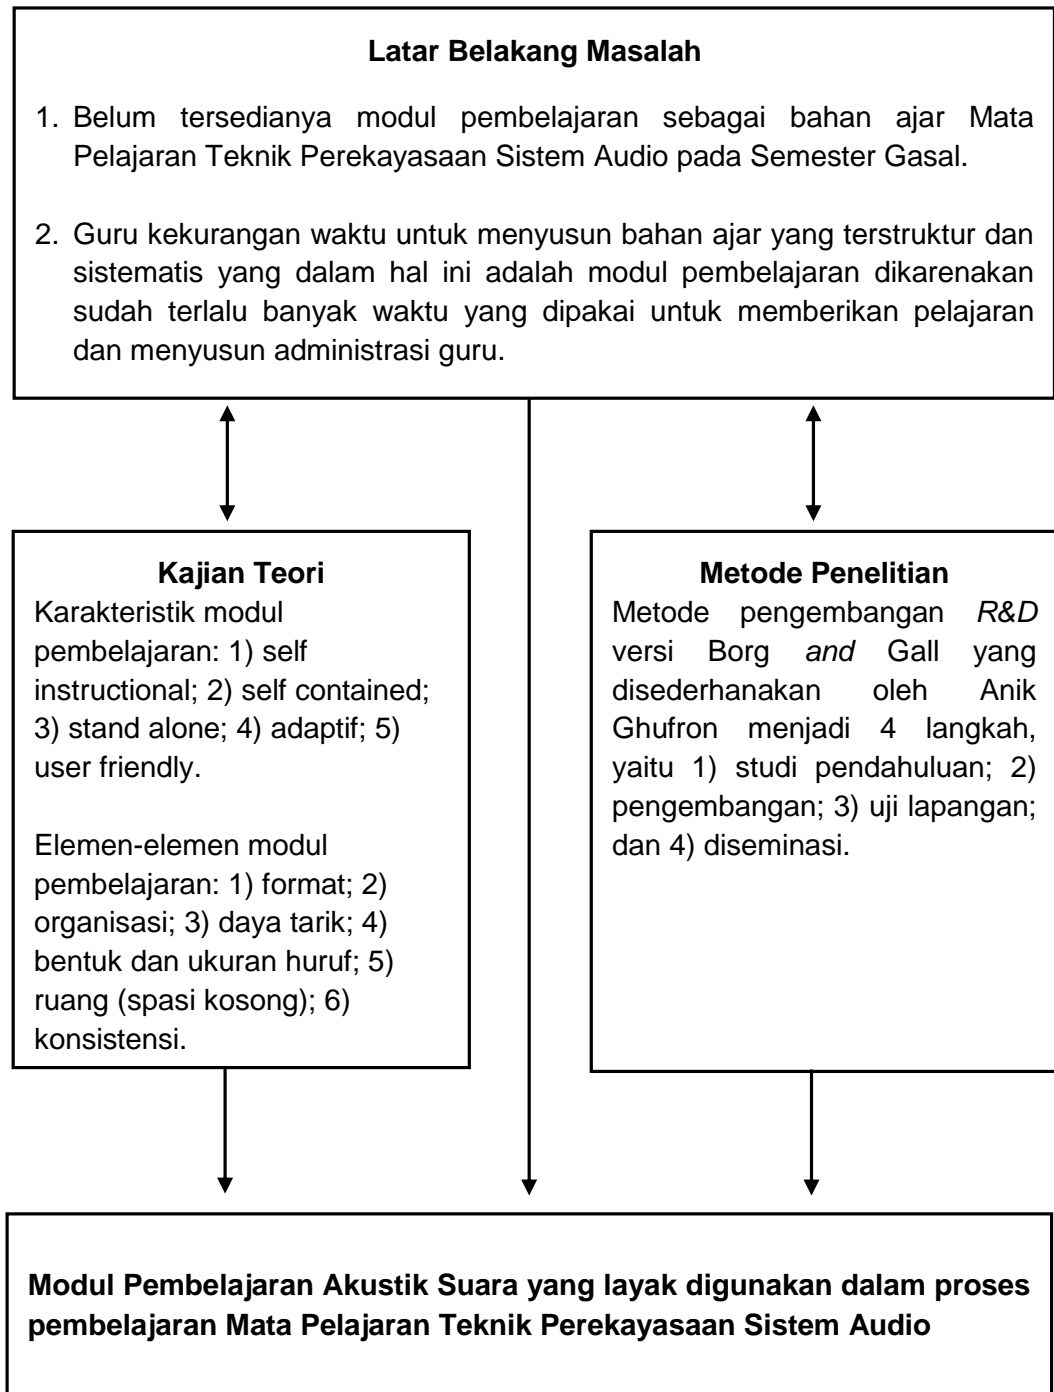 Latar Belakang Masalah
1. Belum tersedianya modul pembelajaran sebagai bahan ajar Mata
Pelajaran Teknik Perekayasaan Sistem Audio pada Semester Gasal.
2. Guru kekurangan waktu untuk menyusun bahan ajar yang terstruktur dan
sistematis yang dalam hal ini adalah modul pembelajaran dikarenakan
sudah terlalu banyak waktu yang dipakai untuk memberikan pelajaran
dan menyusun administrasi guru.
Kajian Teori
Karakteristik modul
pembelajaran: 1) self
instructional; 2) self contained;
3) stand alone; 4) adaptif; 5)
user friendly.
Elemen-elemen modul
pembelajaran: 1) format; 2)
organisasi; 3) daya tarik; 4)
bentuk dan ukuran huruf; 5)
ruang (spasi kosong); 6)
konsistensi.
Metode Penelitian
Metode pengembangan R&D
versi Borg and Gall yang
disederhanakan oleh Anik
Ghufron menjadi 4 langkah,
yaitu 1) studi pendahuluan; 2)
pengembangan; 3) uji lapangan;
dan 4) diseminasi.
Modul Pembelajaran Akustik Suara yang layak digunakan dalam proses
pembelajaran Mata Pelajaran Teknik Perekayasaan Sistem Audio